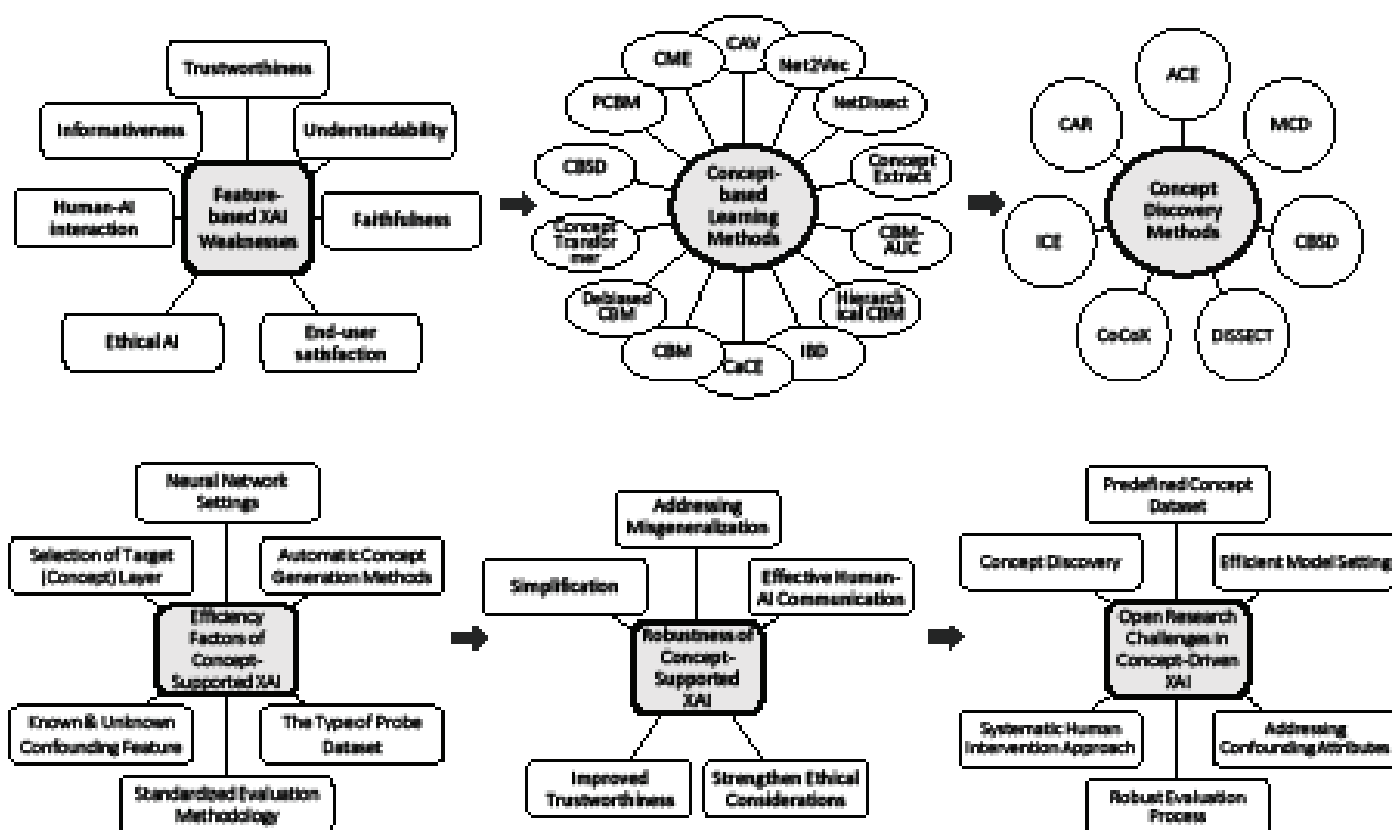 Trustworthiness
Informativeness
Understandability
Feature-
based XAI
Weaknesses
Human-AI
interaction
Faithfulness
Ethical AI
End-user
satisfaction
CAV
CME
Net2Vec
PCBM
NetDissect
CBSD
Concept
Extract
Concept-
based
Learning
Methods
Concept
Transfor
mer
CBM-
AUC
Debiased
CBM
Hierarch
ical CBM
CBM
IBD
CaCE
ACE
CAR
MCD
Concept
Discovery
Methods
ICE
CBSD
CoCoX
DISSECT
Neural Network
Settings
Selection of Target
(Concept) Layer
Automatic Concept
Generation Methods
Efficiency
Factors of
Concept-
Supported XAI
Known & Unknown
Confounding Feature
The Type of Probe
Dataset
Standardized Evaluation
Methodology
Addressing
Misgeneralization
Simplification
Effective Human-
AI Communication
Robustness of
Concept-
Supported
XAI
Improved
Trustworthiness
Strengthen Ethical
Considerations
Predefined Concept
Dataset
Concept Discovery
Efficient Model Setting
Open Research
Challenges in
Concept-Driven
XAI
Systematic Human
Intervention Approach
Addressing
Confounding Attributes
Robust Evaluation
Process